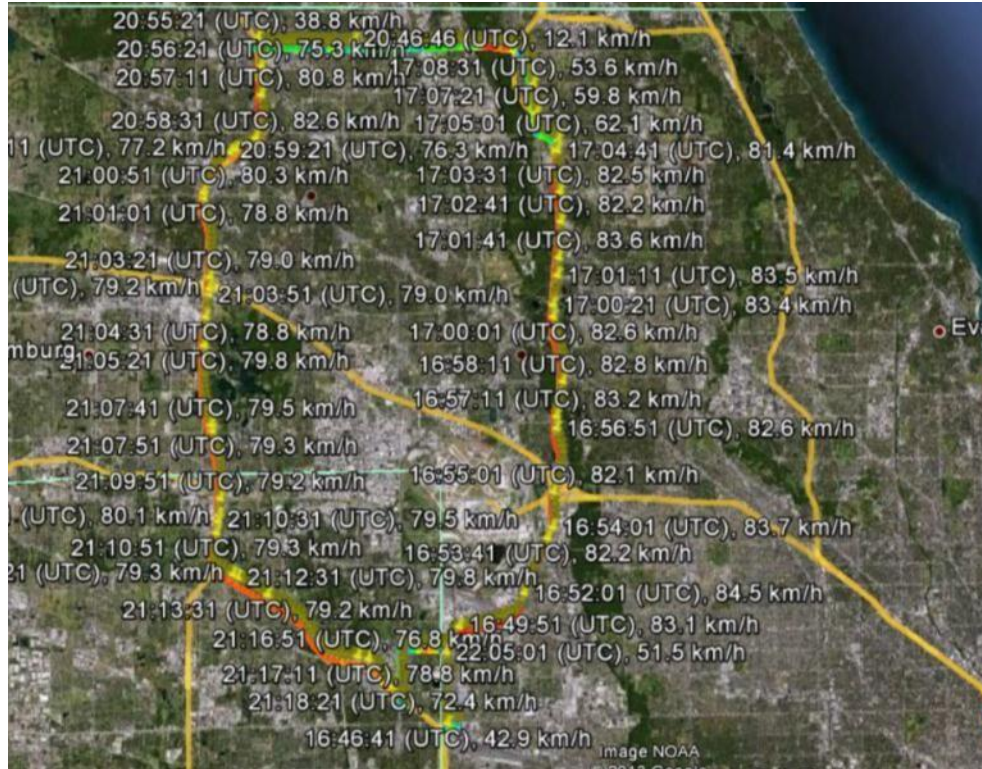 20:55:21 (UTC), 38.8 km/h
20:46:46 (UTC), 12.1 km/h
20:56:21 (UTC), 75.3 km/h
17:08:31 (UTC), 53.6 km/h
20:57:11 (UTC), 80.8 km/h
17:07:21 (UTC), 59.8 km/h
20:58:31 (UTC), 82.6 km/h
17:05:01 (UTC), 62.1 km/h
11 (UTC), 77.2 km/h
20:59:21 (UTC), 76.3 km/h
17:04:41 (UTC), 81.4 km/h
21:00:51 (UTC), 80.3 km/h
17:03:31 (UTC), 82.5 km/h
21:01:01 (UTC), 78.8 km/h
17:02:41 (UTC), 82.2 km/h
17:01:41 (UTC), 83.6 km/h
21:03:21 (UTC), 79.0 km/h
17:01:11 (UTC), 83.5 km/h
(UTC), 79.2 km/h
21:03:51 (UTC), 79.0 km/h
17:00:21 (UTC), 83.4 km/h
21:04:31 (UTC), 78.8 km/h
17:00:01 (UTC), 82.6 km/h
Ev
mburg
21:05:21 (UTC), 79.8 km/h
16:58:11 (UTC), 82.8 km/h
21:07:41 (UTC), 79.5 km/h
16:57:11 (UTC), 83.2 km/h
16:56:51 (UTC), 82.6 km/h
21:07:51 (UTC), 79.3 km/h
21:09:51 (UTC), 79.2 km/h
16:55:01 (UTC), 82.1 km/h
(UTC), 80.1 km/h
21:10:31 (UTC), 79.5 km/h
16:54:01 (UTC), 83.7 km/h
21:10:51 (UTC), 79.3 km/h
16:53:41 (UTC), 82.2 km/h
21 (UTC), 79.3 km/h
21:12:31 (UTC), 79.8 km/h
16:52:01 (UTC), 84.5 km/h
21:13:31 (UTC), 79.2 km/h
16:49:51 (UTC), 83.1 km/h
21:16:51 (UTC), 76.8 km/h
22:05:01 (UTC), 51.5 km/h
21:17:11 (UTC), 78.8 km/h
21:18:21 (UTC), 72.4 km/h
16:46:41 (UTC), 42.9 km/h
Image NOAA